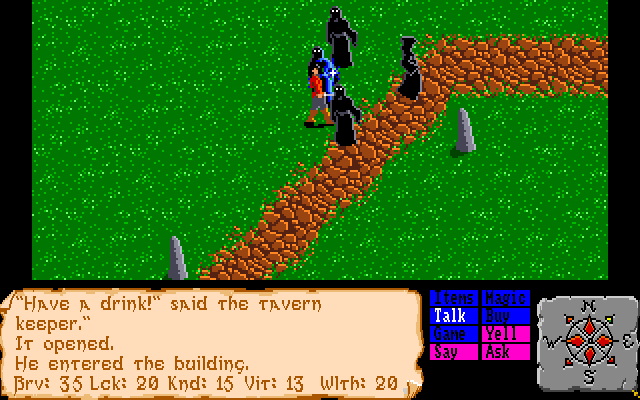 "Have a drink!" said the tavern
keeper."
It opened.
He entered the building.
Brv: 35 Lck: 20 Knd: 15 Vit: 13 Wlth: 20
Items Magic
Talk Buy
Game Yell
Say Ask
N
W E
S